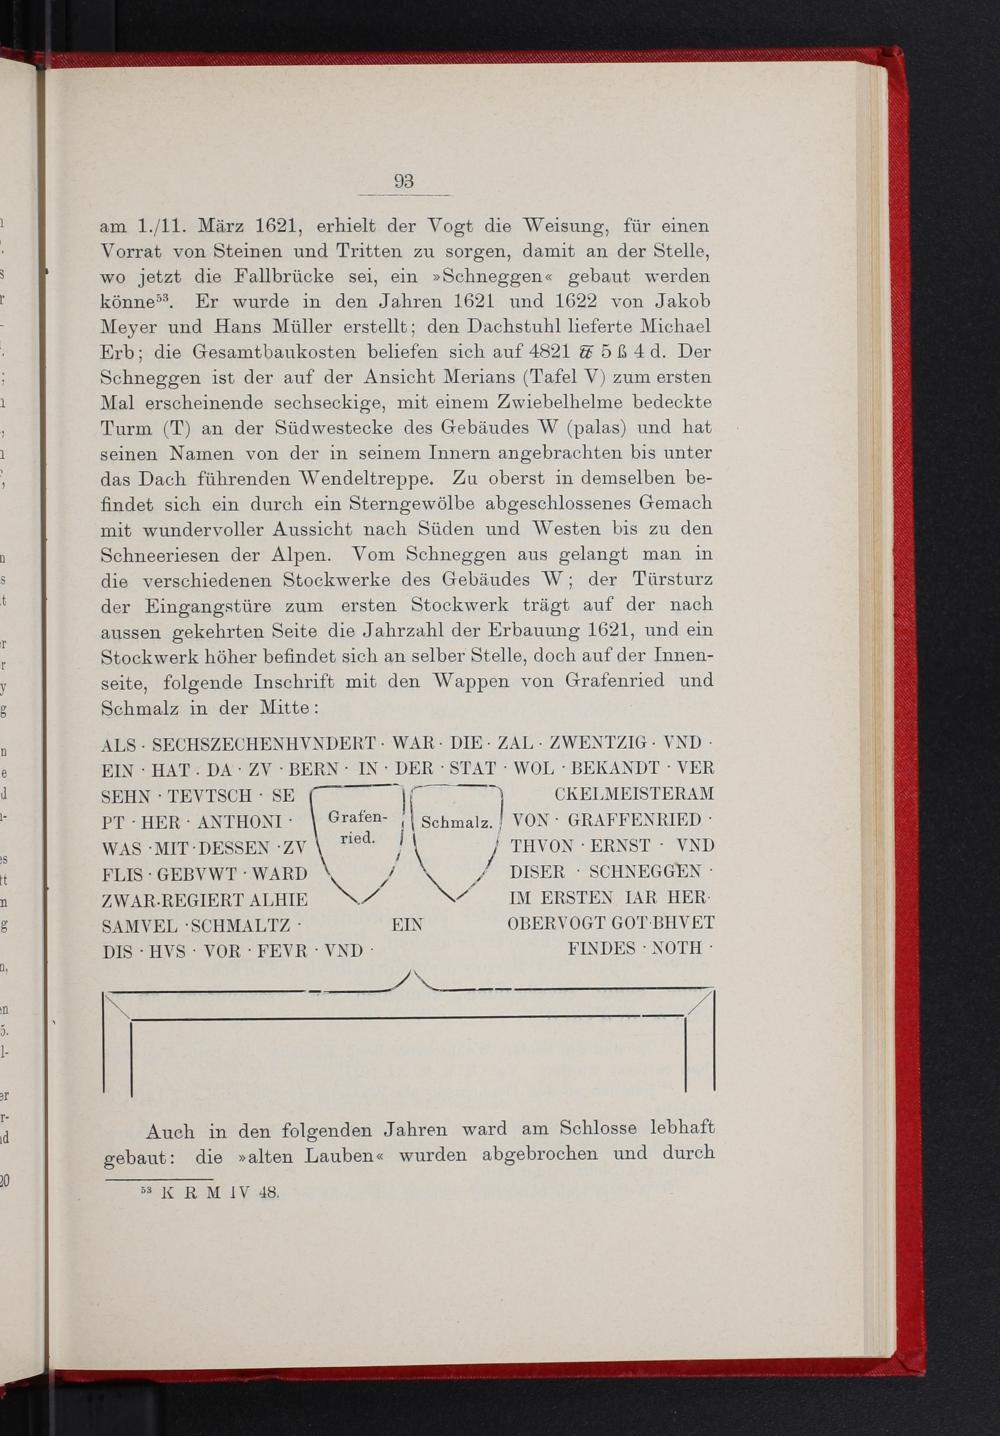 93
am 1./11. März 1621, erhielt der Vogt die Weisung, für einen
Vorrat von Steinen und Tritten zu sorgen, damit an der Stelle,
wo jetzt die Fallbrücke sei, ein »Schneggen« gebaut werden
könne⁵³. Er wurde in den Jahren 1621 und 1622 von Jakob
Meyer und Hans Müller erstellt; den Dachstuhl lieferte Michael
Erb; die Gesamtbaukosten beliefen sich auf 4821 ℔ 5 ß 4 d. Der
Schneggen ist der auf der Ansicht Merians (Tafel V) zum ersten
Mal erscheinende sechseckige, mit einem Zwiebelhelme bedeckte
Turm (T) an der Südwestecke des Gebäudes W (palas) und hat
seinen Namen von der in seinem Innern angebrachten bis unter
das Dach führenden Wendeltreppe. Zu oberst in demselben be-
findet sich ein durch ein Sterngewölbe abgeschlossenes Gemach
mit wundervoller Aussicht nach Süden und Westen bis zu den
Schneeriesen der Alpen. Vom Schneggen aus gelangt man in
die verschiedenen Stockwerke des Gebäudes W; der Türsturz
der Eingangstüre zum ersten Stockwerk trägt auf der nach
aussen gekehrten Seite die Jahrzahl der Erbauung 1621, und ein
Stockwerk höher befindet sich an selber Stelle, doch auf der Innen-
seite, folgende Inschrift mit den Wappen von Grafenried und
Schmalz in der Mitte:
ALS · SECHSZECHENHVNDERT · WAR · DIE · ZAL · ZWENTZIG · VND ·
EIN · HAT · DA · ZV · BERN · IN · DER · STAT · WOL · BEKANDT · VER
SEHN · TEVTSCH · SE CKELMEISTERAM
PT · HER · ANTHONI · Grafen- Schmalz. VON · GRAFFENRIED ·
WAS · MIT · DESSEN · ZV ried. THVON · ERNST · VND
FLIS · GEBVWT · WARD DISER · SCHNEGGEN ·
ZWAR·REGIERT ALHIE IM ERSTEN IAR HER·
SAMVEL · SCHMALTZ · EIN OBERVOGT GOT·BHVET
DIS · HVS · VOR · FEVR · VND · FINDES · NOTH ·
Auch in den folgenden Jahren ward am Schlosse lebhaft
gebaut: die »alten Lauben« wurden abgebrochen und durch
⁵³ K R M IV 48.